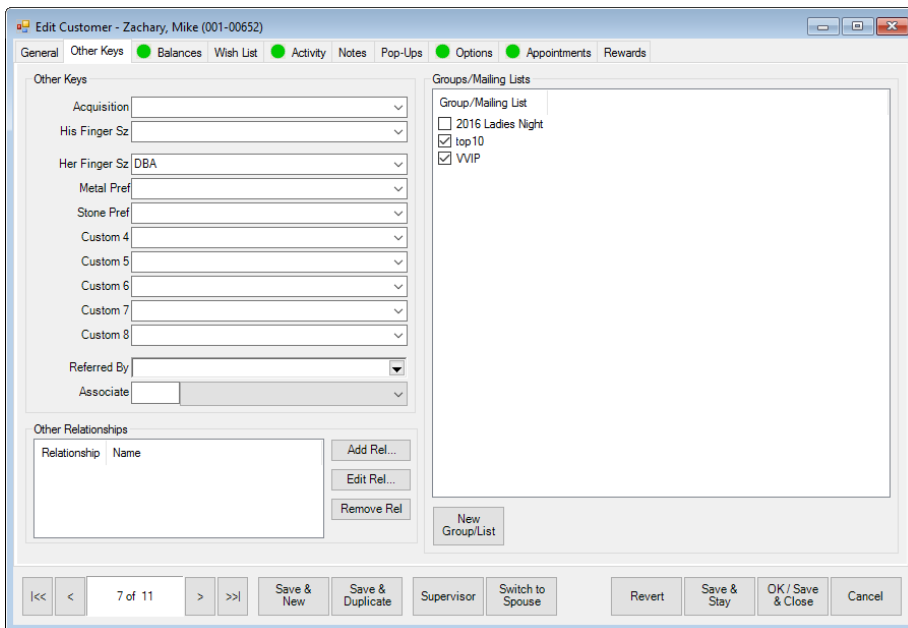 Edit Customer - Zachary, Mike (001-00652)
General Other Keys Balances Wish List Activity Notes Pop-Ups Options Appointments Rewards
Other Keys
Acquisition
His Finger Sz
Her Finger Sz DBA
Metal Pref
Stone Pref
Custom 4
Custom 5
Custom 6
Custom 7
Custom 8
Referred By
Associate
Other Relationships
Relationship Name
Add Rel...
Edit Rel...
Remove Rel
Groups/Mailing Lists
Group/Mailing List
2016 Ladies Night
top10
VVIP
New
Group/List
|<< < 7 of 11 > >>|
Save &
New
Save &
Duplicate
Supervisor
Switch to
Spouse
Revert
Save &
Stay
OK / Save
& Close
Cancel